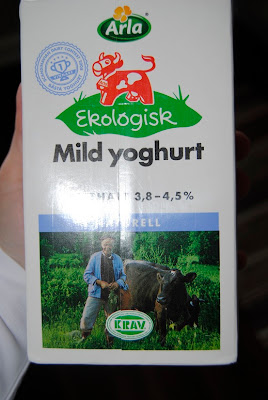 Arla
Ekologisk
Mild yoghurt
3,8-4,5%
KRAV